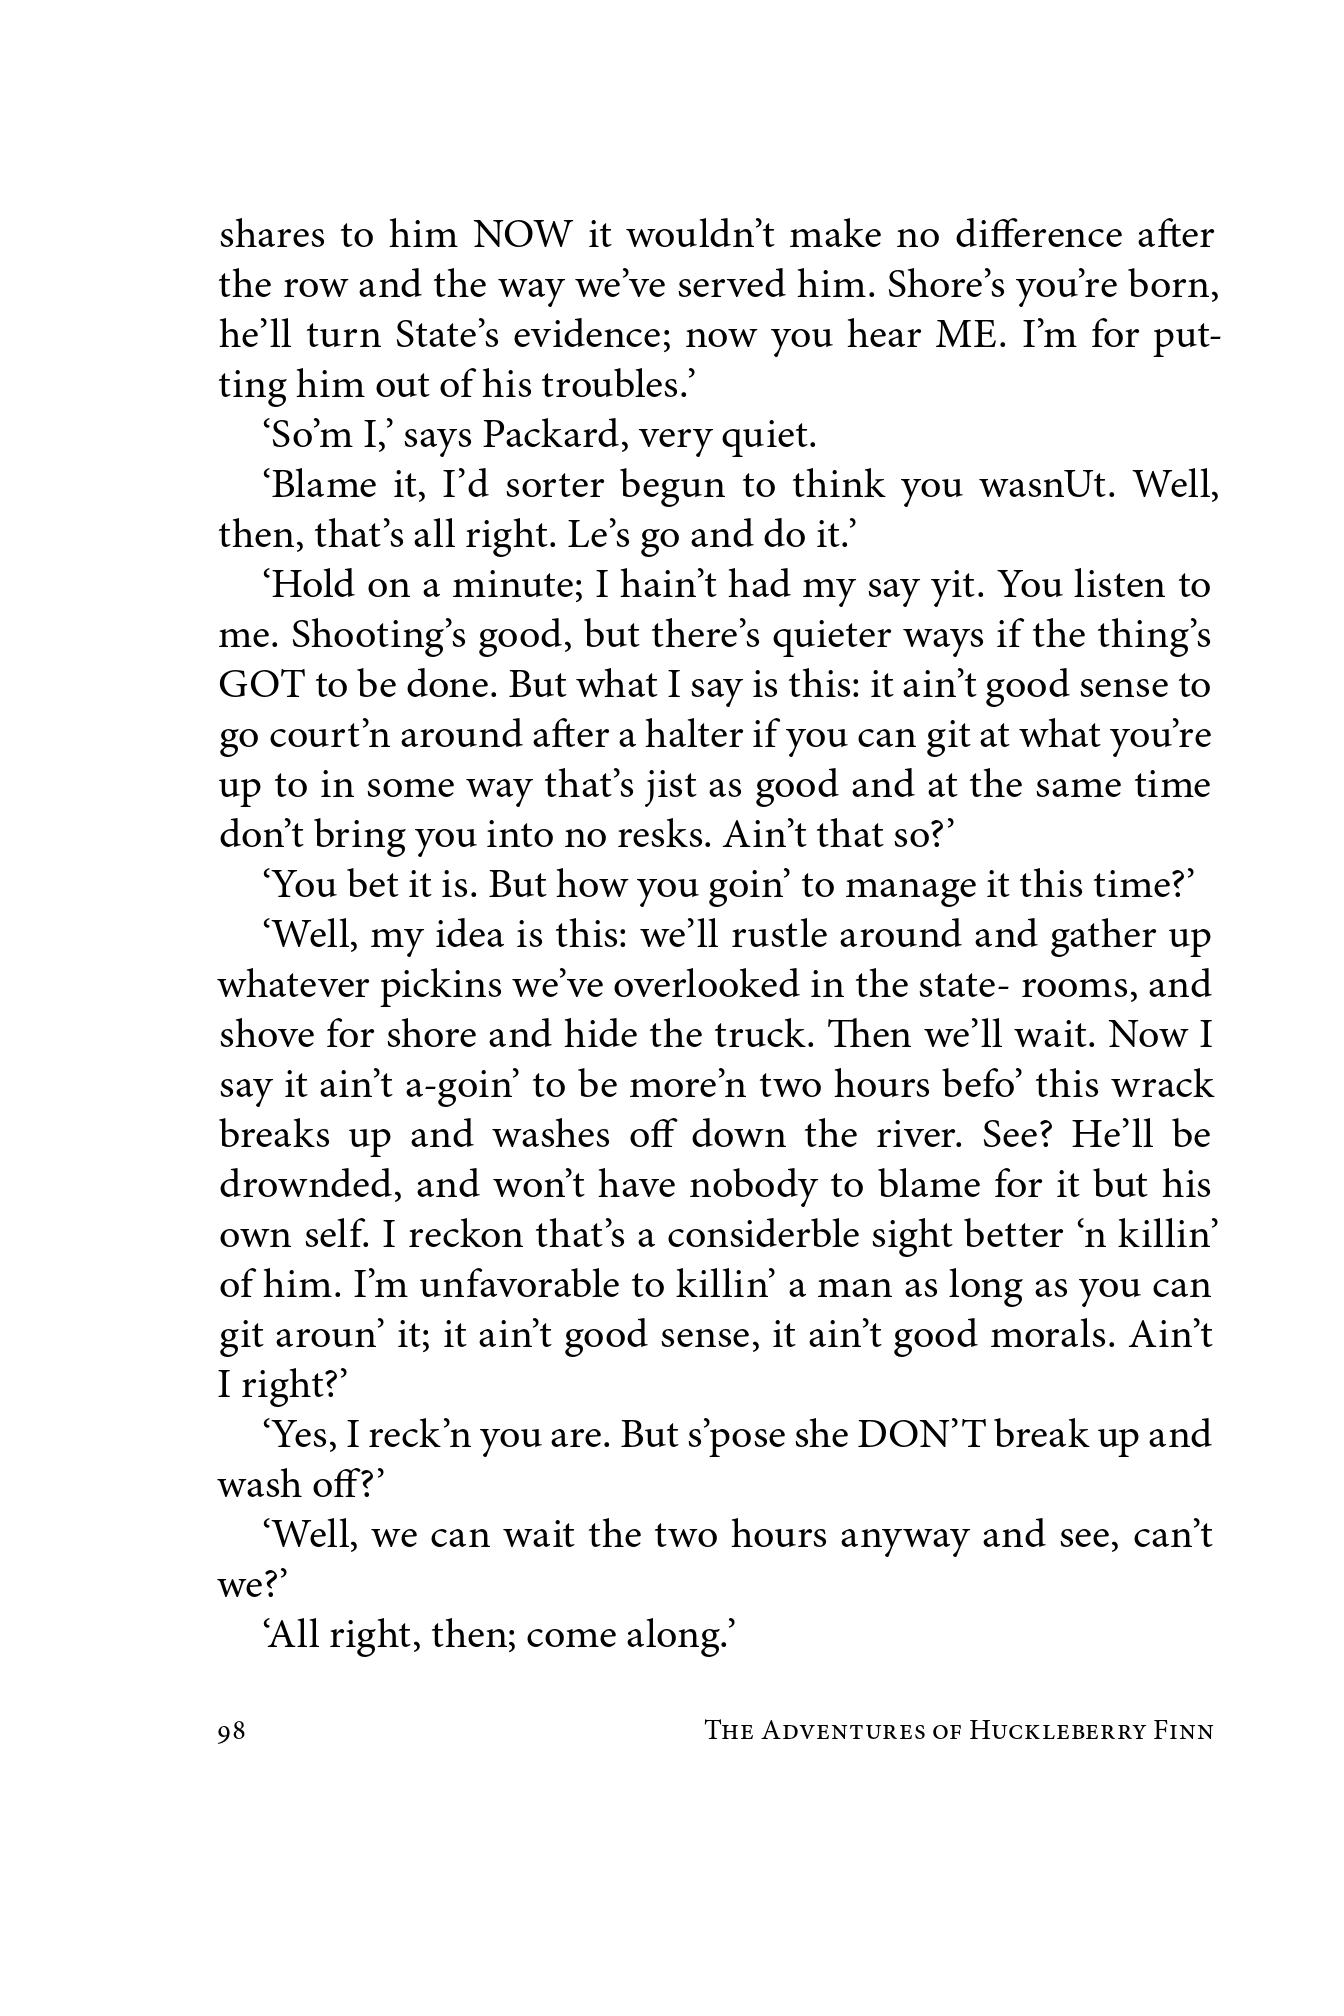 shares to him NOW it wouldn’t make no difference after
the row and the way we’ve served him. Shore’s you’re born,
he’ll turn State’s evidence; now you hear ME. I’m for put-
ting him out of his troubles.’
‘So’m I,’ says Packard, very quiet.
‘Blame it, I’d sorter begun to think you wasnUt. Well,
then, that’s all right. Le’s go and do it.’
‘Hold on a minute; I hain’t had my say yit. You listen to
me. Shooting’s good, but there’s quieter ways if the thing’s
GOT to be done. But what I say is this: it ain’t good sense to
go court’n around after a halter if you can git at what you’re
up to in some way that’s jist as good and at the same time
don’t bring you into no resks. Ain’t that so?’
‘You bet it is. But how you goin’ to manage it this time?’
‘Well, my idea is this: we’ll rustle around and gather up
whatever pickins we’ve overlooked in the state- rooms, and
shove for shore and hide the truck. Then we’ll wait. Now I
say it ain’t a-goin’ to be more’n two hours befo’ this wrack
breaks up and washes off down the river. See? He’ll be
drownded, and won’t have nobody to blame for it but his
own self. I reckon that’s a considerble sight better ‘n killin’
of him. I’m unfavorable to killin’ a man as long as you can
git aroun’ it; it ain’t good sense, it ain’t good morals. Ain’t
I right?’
‘Yes, I reck’n you are. But s’pose she DON’T break up and
wash off?’
‘Well, we can wait the two hours anyway and see, can’t
we?’
‘All right, then; come along.’
98 The Adventures of Huckleberry Finn